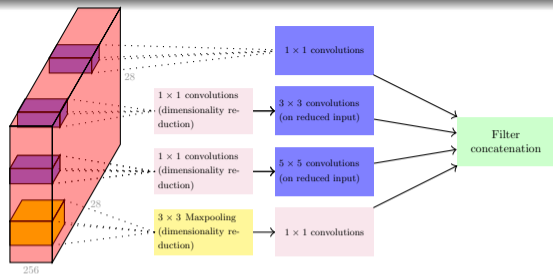 1 × 1 convolutions
28
1 × 1 convolutions
(dimensionality re-
duction)
3 × 3 convolutions
(on reduced input)
Filter
concatenation
1 × 1 convolutions
(dimensionality re-
duction)
5 × 5 convolutions
(on reduced input)
28
3 × 3 Maxpooling
(dimensionality re-
duction)
1 × 1 convolutions
256